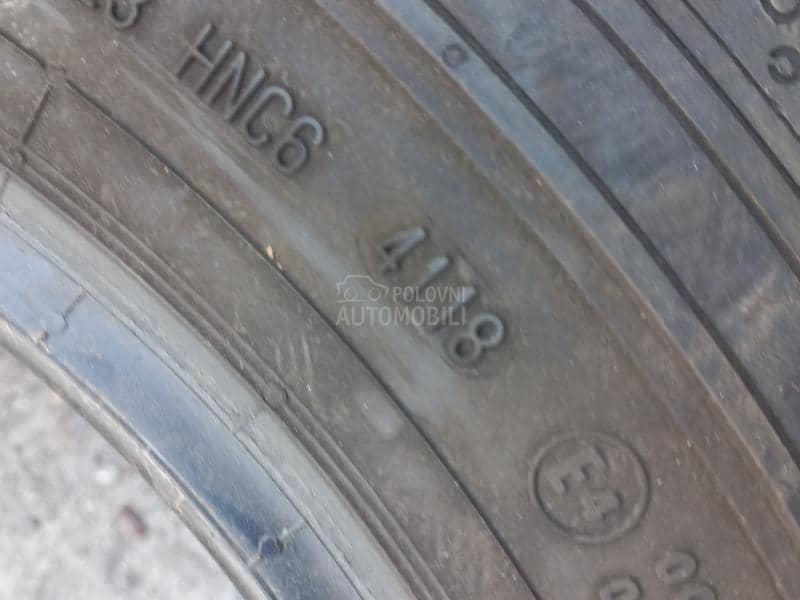 HNC6
4118
POLOVNI
AUTOMOBILI
E4